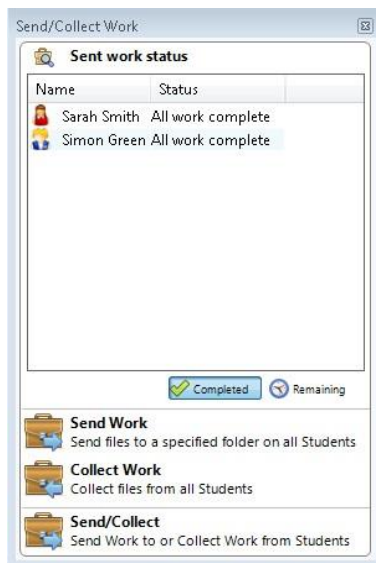 Send/Collect Work
Sent work status
Name Status
Sarah Smith All work complete
Simon Green All work complete
Completed Remaining
Send Work
Send files to a specified folder on all Students
Collect Work
Collect files from all Students
Send/Collect
Send Work to or Collect Work from Students